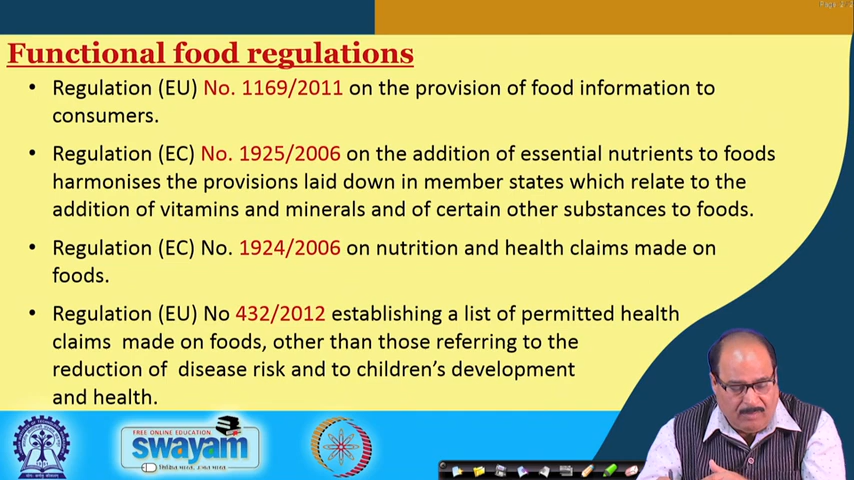 Functional food regulations
• Regulation (EU) No. 1169/2011 on the provision of food information to
consumers.
• Regulation (EC) No. 1925/2006 on the addition of essential nutrients to foods
harmonises the provisions laid down in member states which relate to the
addition of vitamins and minerals and of certain other substances to foods.
• Regulation (EC) No. 1924/2006 on nutrition and health claims made on
foods.
• Regulation (EU) No 432/2012 establishing a list of permitted health
claims made on foods, other than those referring to the
reduction of disease risk and to children's development
and health.
FREE ONLINE EDUCATION
swayam